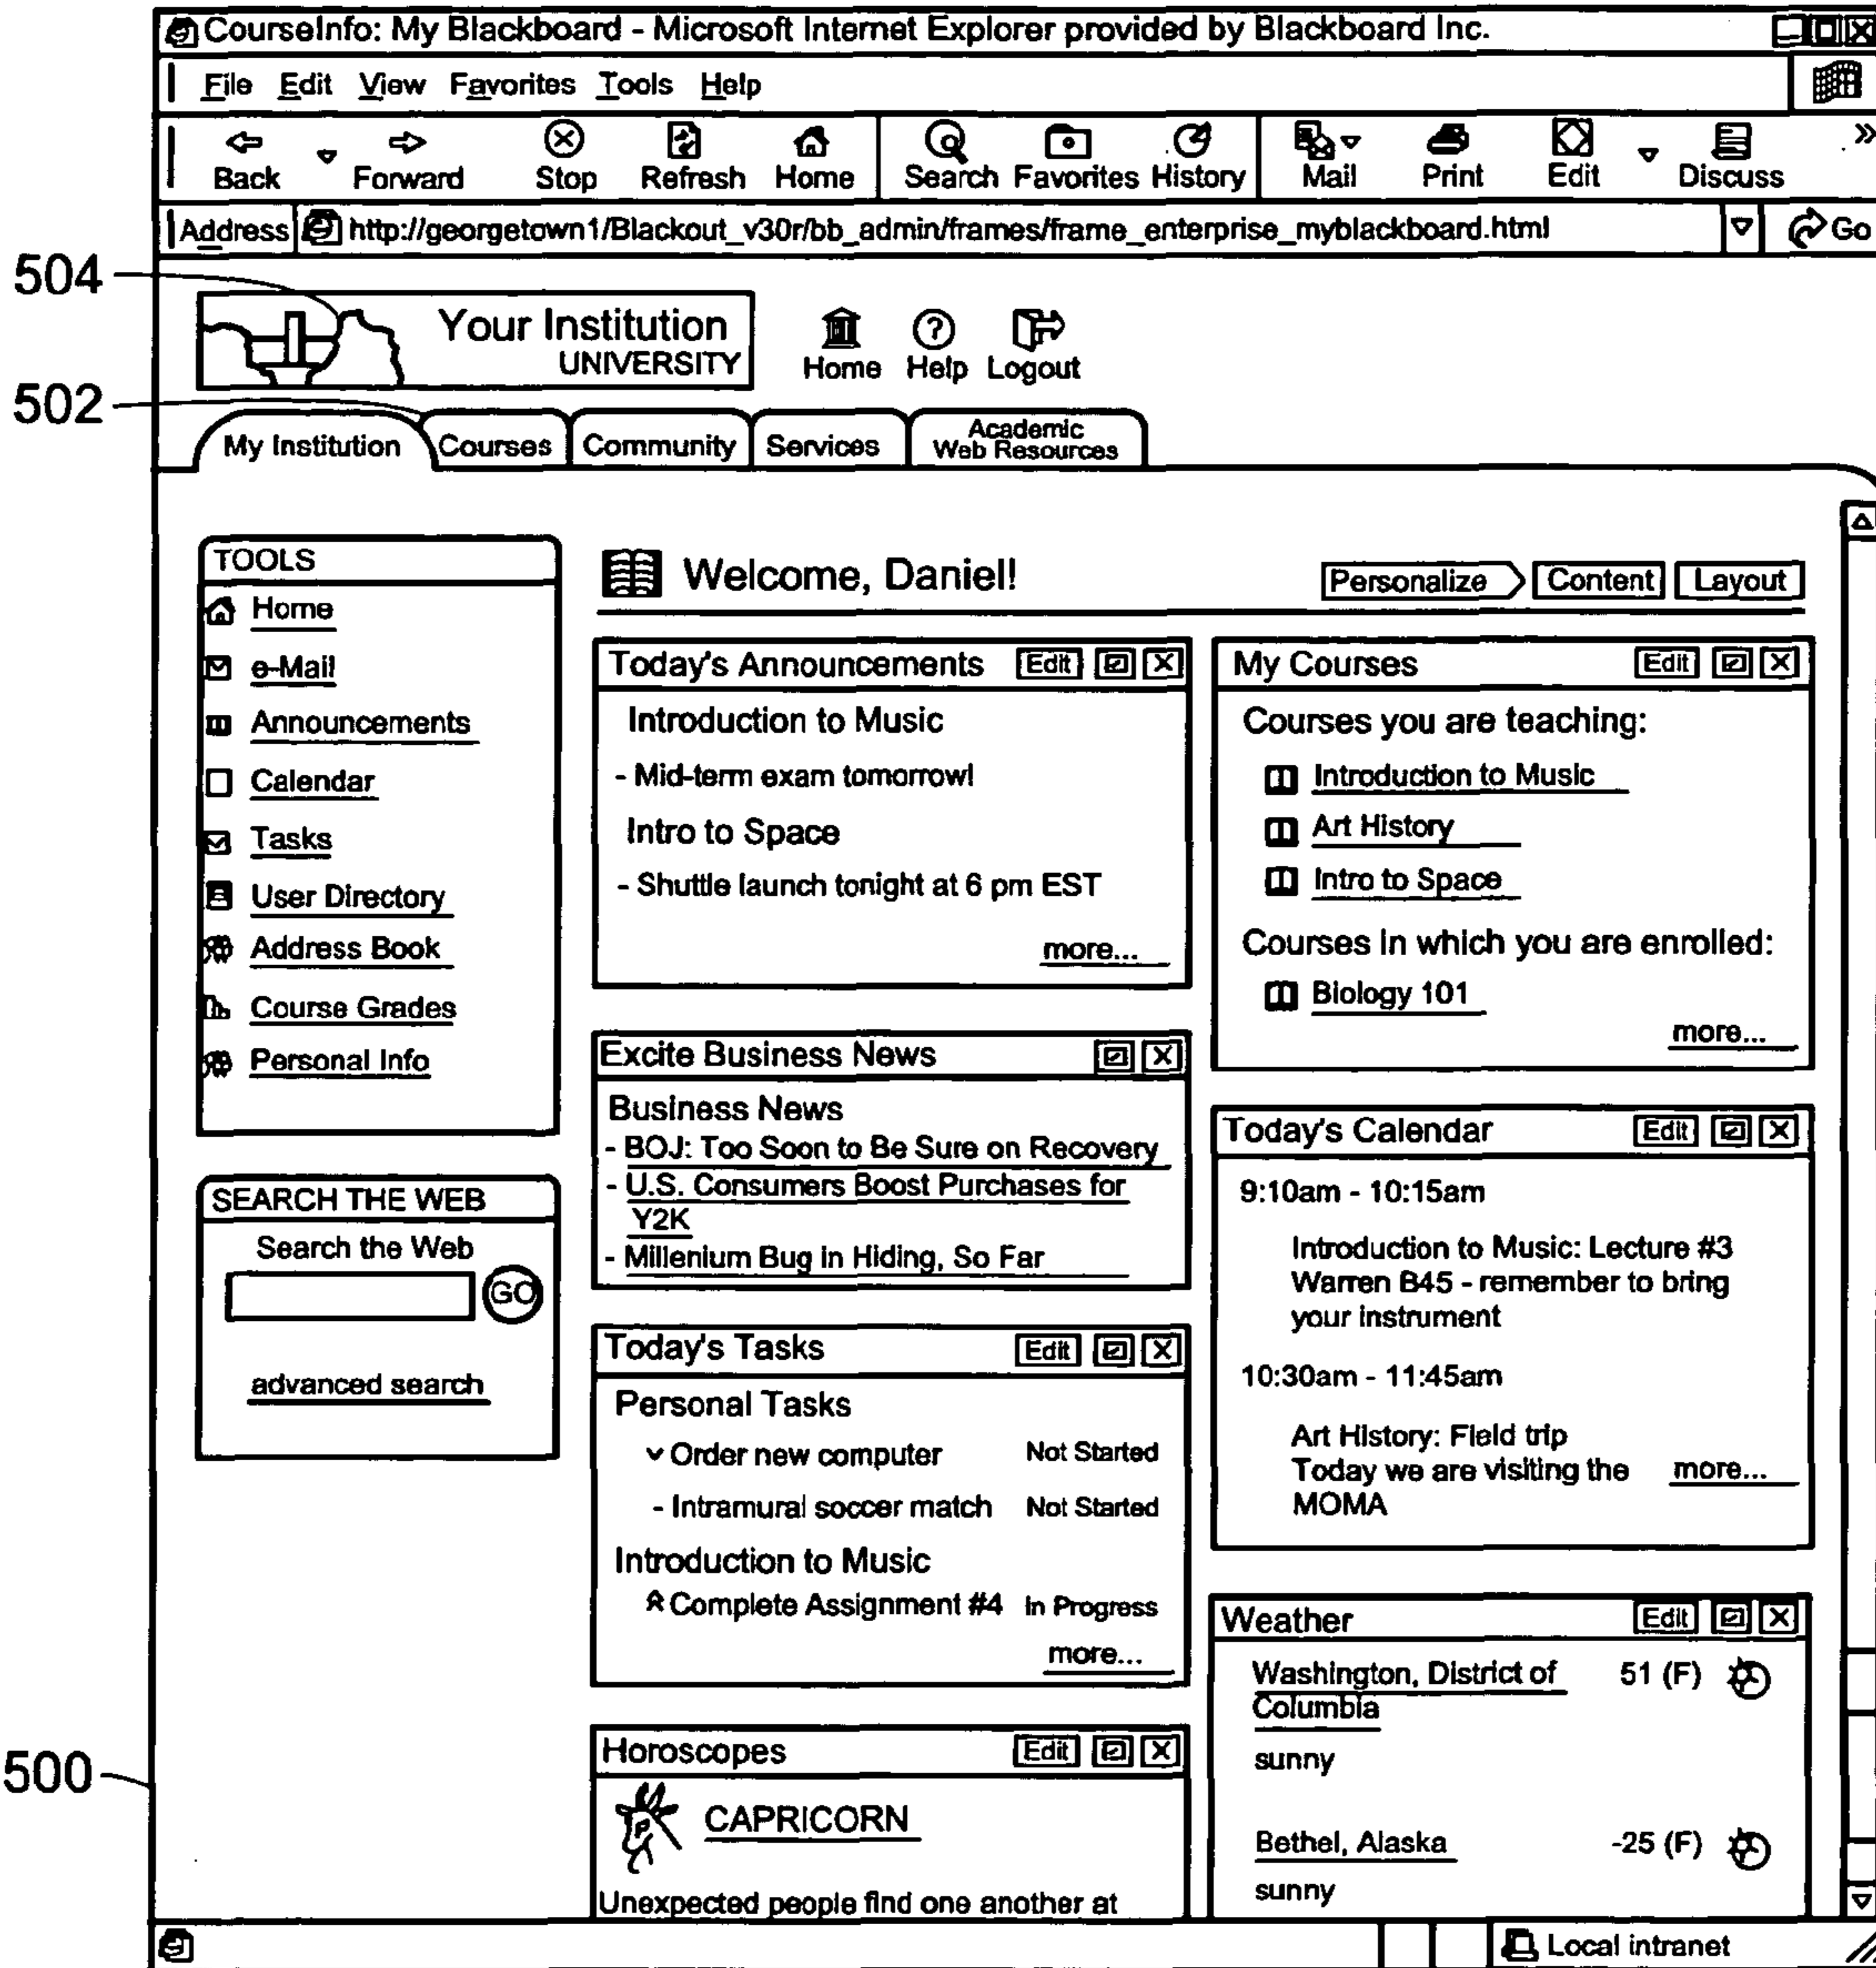 CourseInfo: My Blackboard - Microsoft Internet Explorer provided by Blackboard Inc.
File Edit View Favorites Tools Help
Back Forward Stop Refresh Home Search Favorites History Mail Print Edit Discuss »
Address http://georgetown1/Blackout_v30r/bb_admin/frames/frame_enterprise_myblackboard.html Go
504
Your Institution
UNIVERSITY
Home Help Logout
502
My Institution Courses Community Services Academic
Web Resources
TOOLS
Home
e-Mail
Announcements
Calendar
Tasks
User Directory
Address Book
Course Grades
Personal Info
SEARCH THE WEB
Search the Web
GO
advanced search
Welcome, Daniel!
Personalize Content Layout
Today's Announcements Edit
Introduction to Music
- Mid-term exam tomorrow!
Intro to Space
- Shuttle launch tonight at 6 pm EST
more...
Excite Business News
Business News
- BOJ: Too Soon to Be Sure on Recovery
- U.S. Consumers Boost Purchases for
Y2K
- Millenium Bug in Hiding, So Far
Today's Tasks Edit
Personal Tasks
Order new computer Not Started
- Intramural soccer match Not Started
Introduction to Music
Complete Assignment #4 In Progress
more...
Horoscopes Edit
CAPRICORN
Unexpected people find one another at
My Courses Edit
Courses you are teaching:
Introduction to Music
Art History
Intro to Space
Courses in which you are enrolled:
Biology 101
more...
Today's Calendar Edit
9:10am - 10:15am
Introduction to Music: Lecture #3
Warren B45 - remember to bring
your instrument
10:30am - 11:45am
Art History: Field trip
Today we are visiting the more...
MOMA
Weather Edit
Washington, District of 51 (F)
Columbia
sunny
Bethel, Alaska -25 (F)
sunny
500
Local intranet